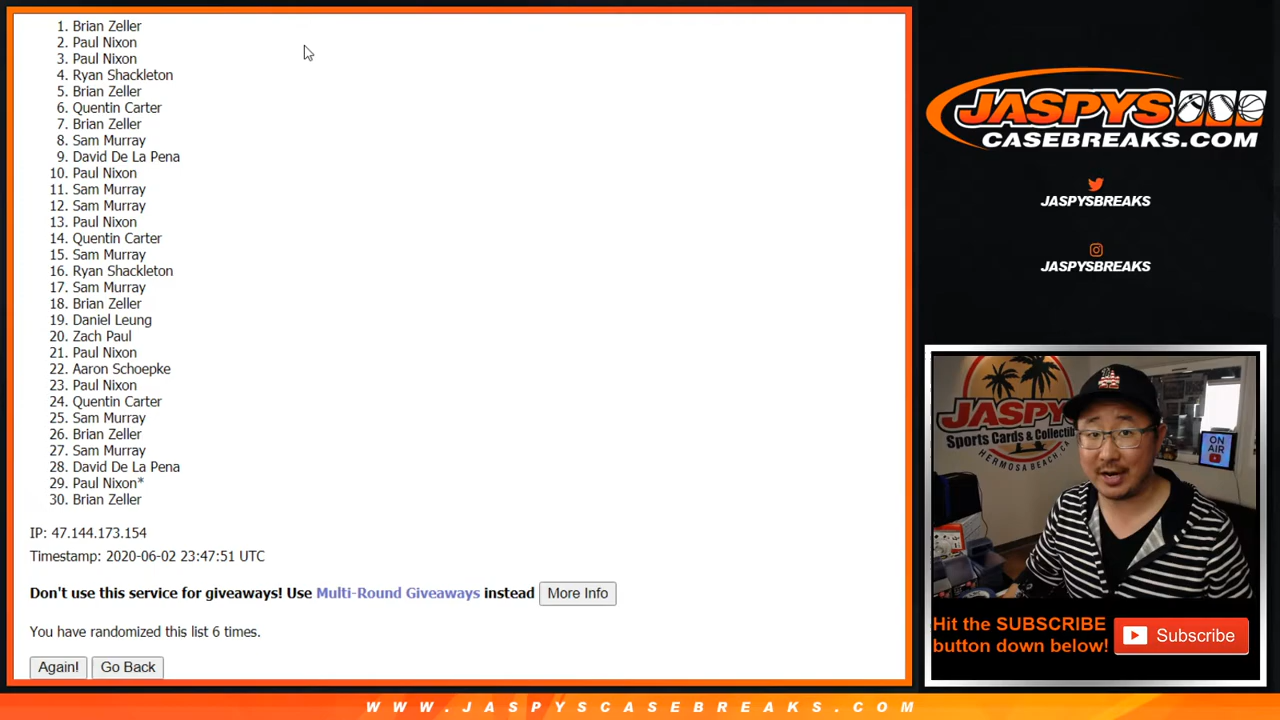 1. Brian Zeller
2. Paul Nixon
3. Paul Nixon
4. Ryan Shackleton
5. Brian Zeller
6. Quentin Carter
7. Brian Zeller
8. Sam Murray
9. David De La Pena
10. Paul Nixon
11. Sam Murray
12. Sam Murray
13. Paul Nixon
14. Quentin Carter
15. Sam Murray
16. Ryan Shackleton
17. Sam Murray
18. Brian Zeller
19. Daniel Leung
20. Zach Paul
21. Paul Nixon
22. Aaron Schoepke
23. Paul Nixon
24. Quentin Carter
25. Sam Murray
26. Brian Zeller
27. Sam Murray
28. David De La Pena
29. Paul Nixon*
30. Brian Zeller
IP: 47.144.173.154
Timestamp: 2020-06-02 23:47:51 UTC
Don't use this service for giveaways! Use Multi-Round Giveaways instead More Info
You have randomized this list 6 times.
Again! Go Back
JASPYS
CASEBREAKS.COM
JASPYSBREAKS
JASPYSBREAKS
Sports Cards &
HERMOSA BEACH, CA
ON
AIR
Hit the SUBSCRIBE
button down below!
Subscribe
WWW.JASPYSCASEBREAKS.COM